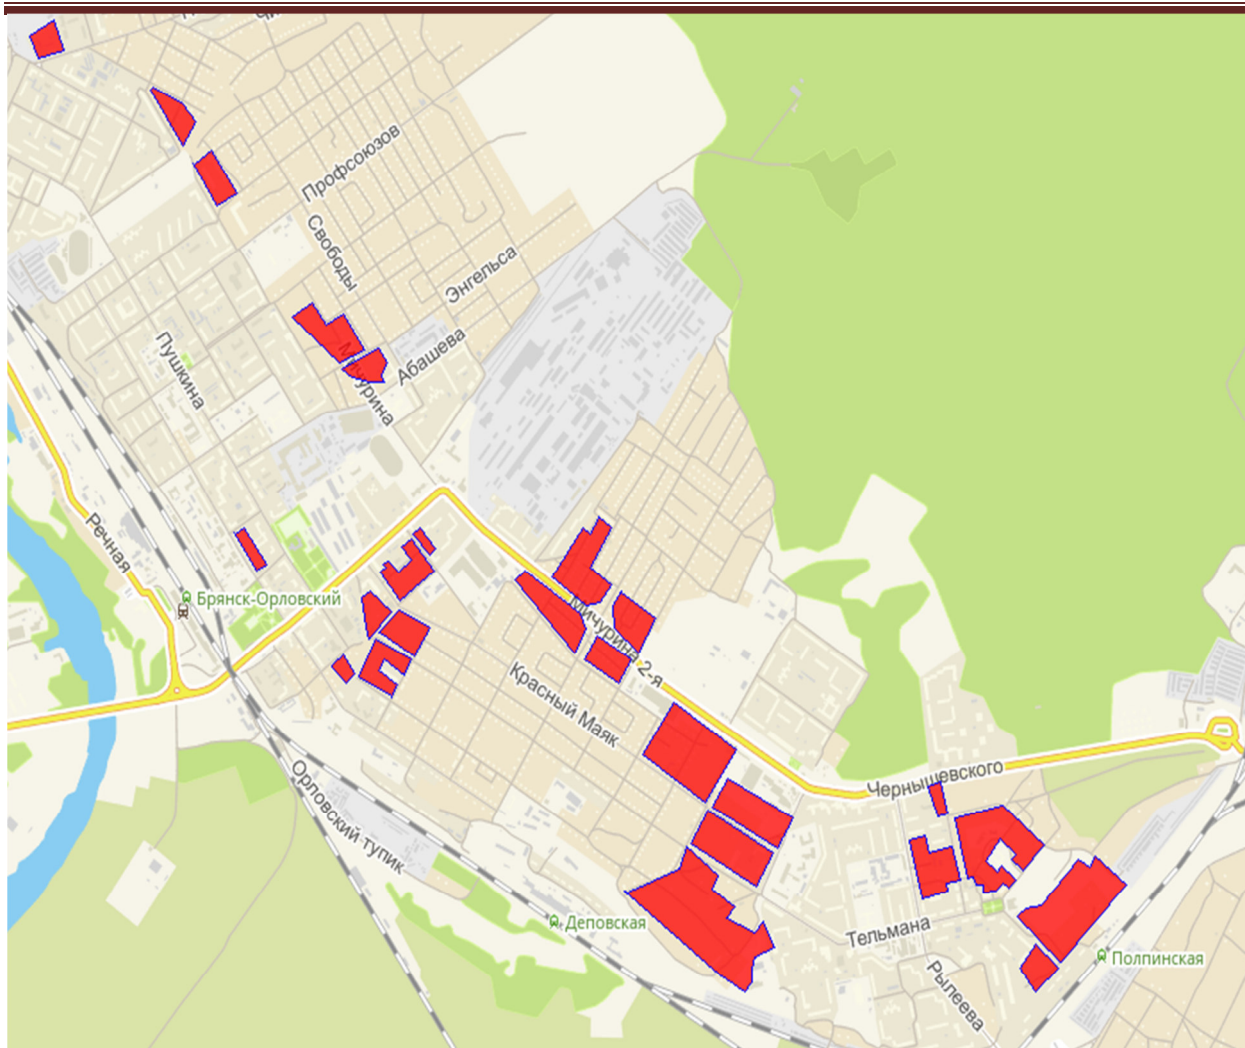 Профсоюзов
Свободы
Энгельса
Пушкина
Абашева
Мичурина
Речная
Брянск-Орловский
Мичурина 2-я
Красный Маяк
Орловский тупик
Чернышевского
Деповская
Тельмана
Полпинская
Рылеева